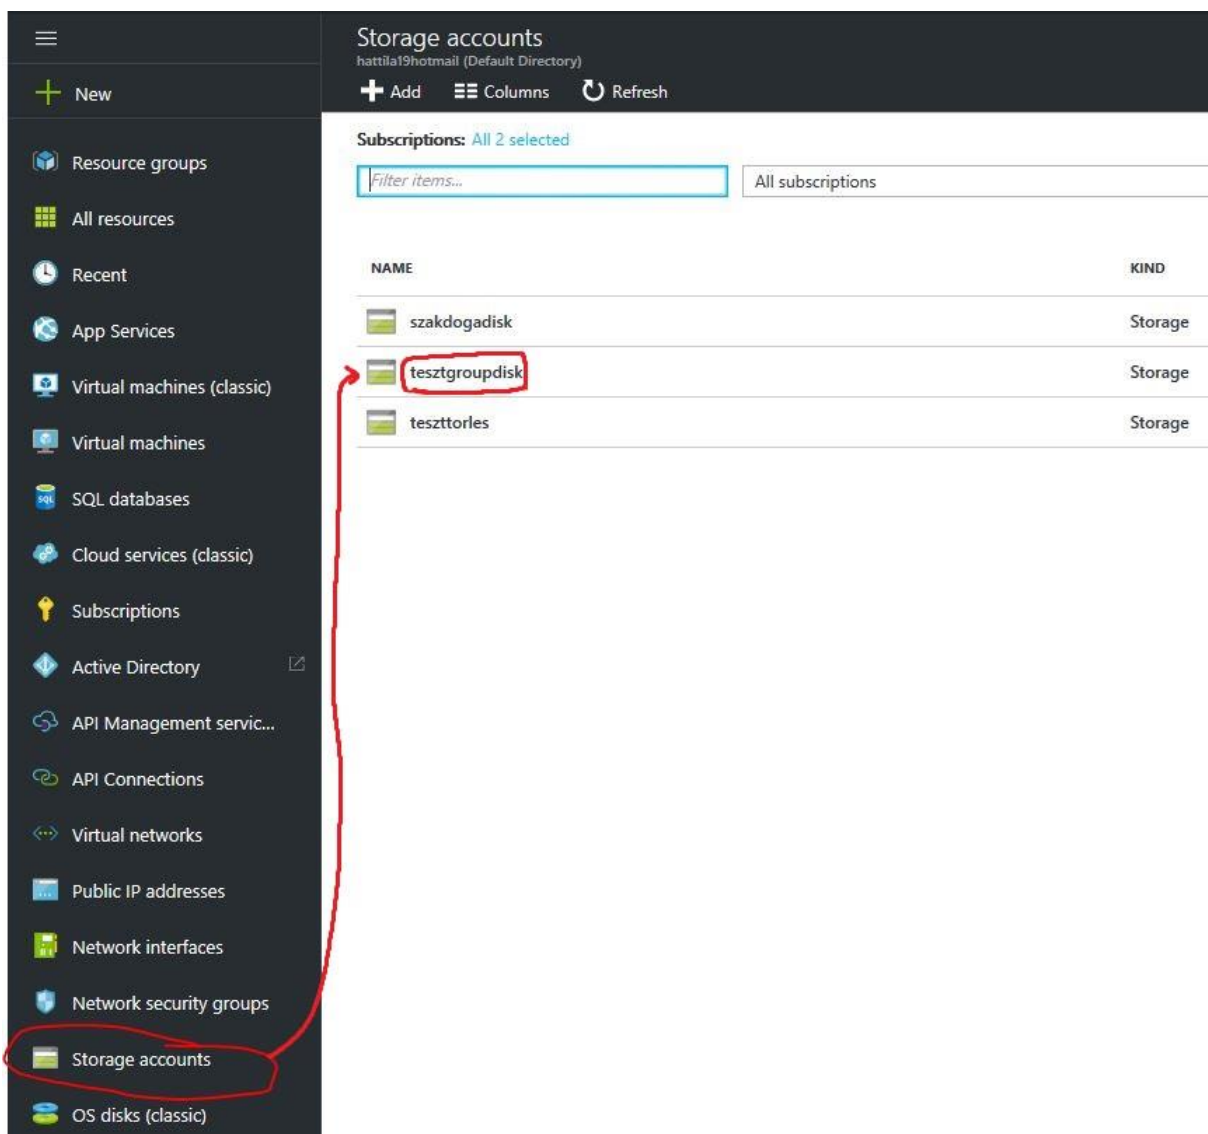 Storage accounts
hattila19hotmail (Default Directory)
Add Columns Refresh
New
Resource groups
All resources
Recent
App Services
Virtual machines (classic)
Virtual machines
SQL databases
Cloud services (classic)
Subscriptions
Active Directory
API Management servic...
API Connections
Virtual networks
Public IP addresses
Network interfaces
Network security groups
Storage accounts
OS disks (classic)
Subscriptions: All 2 selected
Filter items...
All subscriptions
NAME KIND
szakdogadisk Storage
tesztgroupdisk Storage
teszttorles Storage